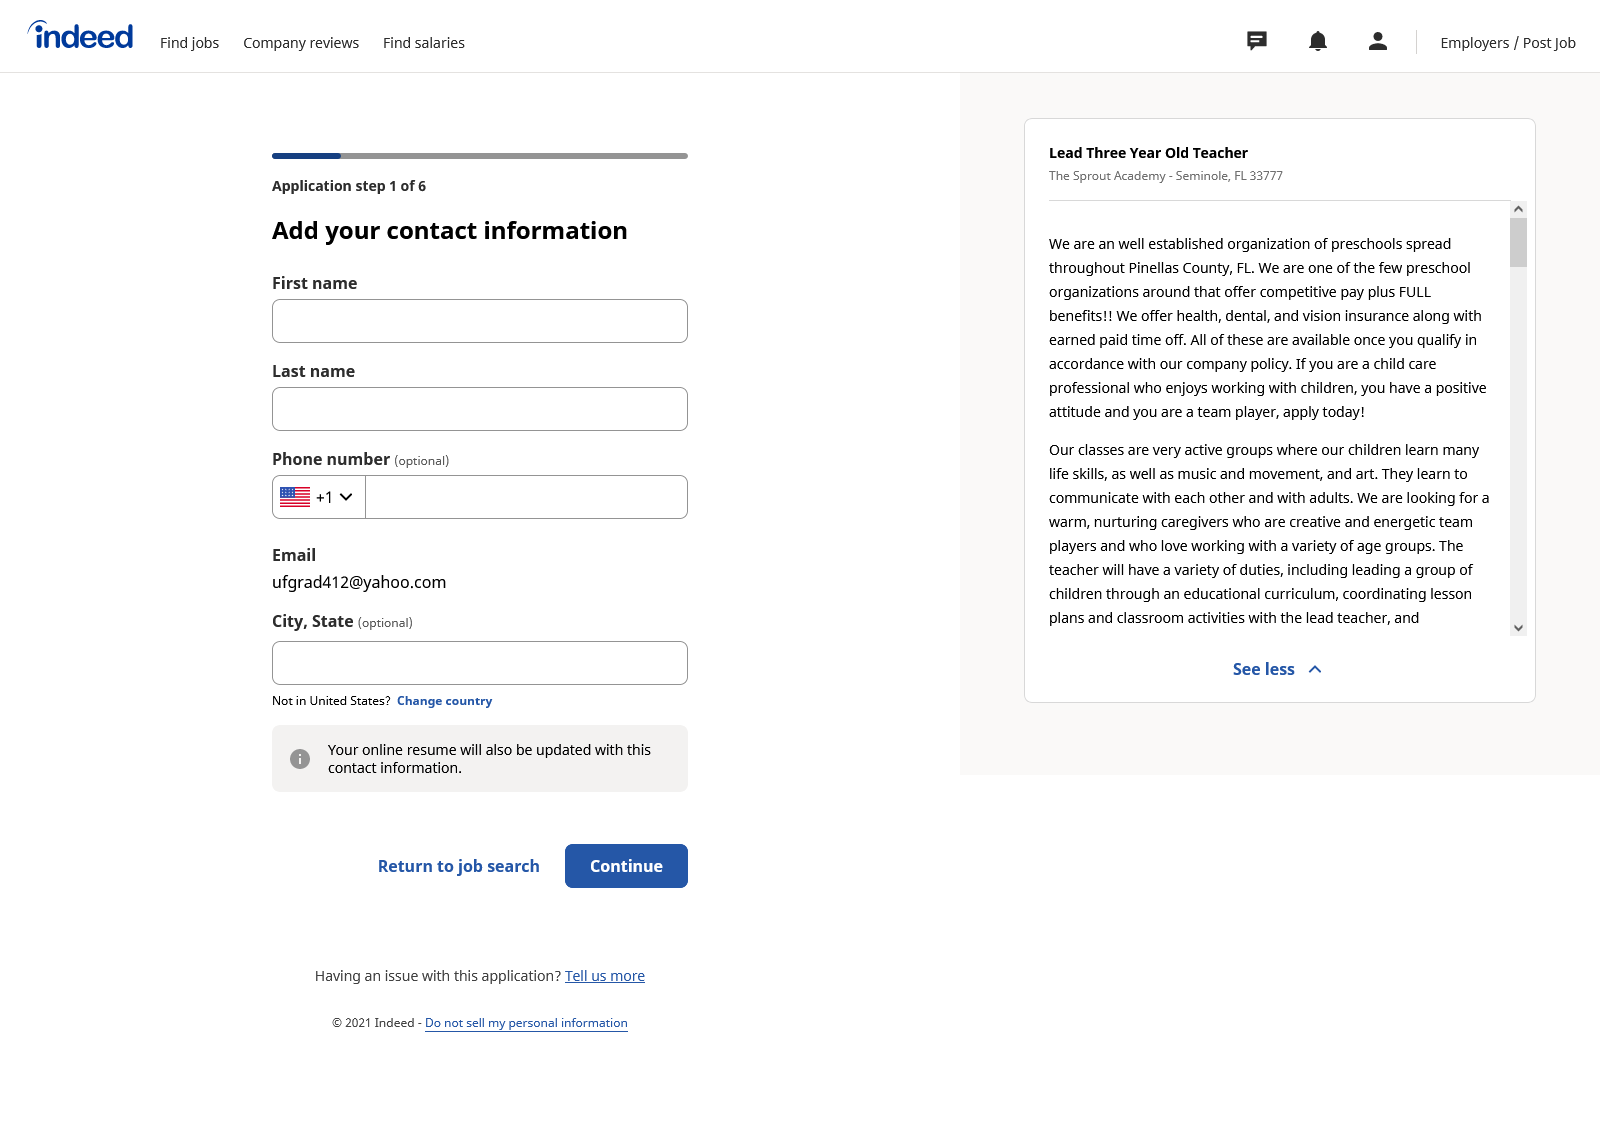 indeed
Find jobs
Company reviews
Find salaries
Employers / Post Job
Application step 1 of 6
Add your contact information
First name
Last name
Phone number (optional)
+1
Email
ufgrad412@yahoo.com
City, State (optional)
Not in United States? Change country
Your online resume will also be updated with this
contact information.
Return to job search
Continue
Having an issue with this application? Tell us more
© 2021 Indeed - Do not sell my personal information
Lead Three Year Old Teacher
The Sprout Academy - Seminole, FL 33777
We are an well established organization of preschools spread
throughout Pinellas County, FL. We are one of the few preschool
organizations around that offer competitive pay plus FULL
benefits!! We offer health, dental, and vision insurance along with
earned paid time off. All of these are available once you qualify in
accordance with our company policy. If you are a child care
professional who enjoys working with children, you have a positive
attitude and you are a team player, apply today!
Our classes are very active groups where our children learn many
life skills, as well as music and movement, and art. They learn to
communicate with each other and with adults. We are looking for a
warm, nurturing caregivers who are creative and energetic team
players and who love working with a variety of age groups. The
teacher will have a variety of duties, including leading a group of
children through an educational curriculum, coordinating lesson
plans and classroom activities with the lead teacher, and
See less